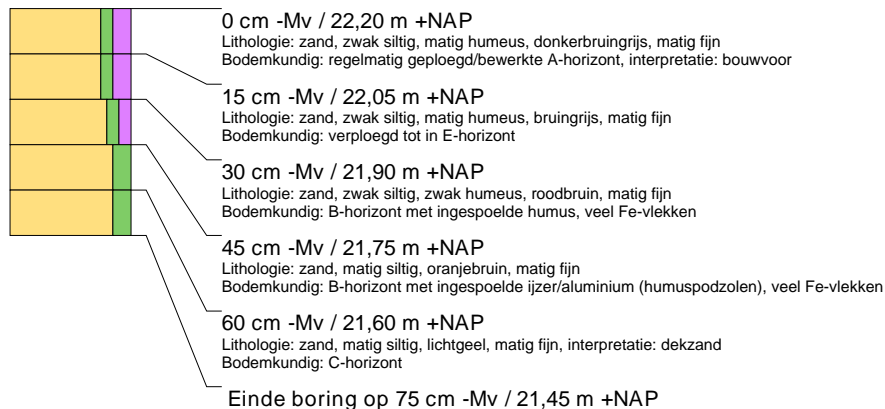 0 cm -Mv / 22,20 m +NAP
Lithologie: zand, zwak siltig, matig humeus, donkerbruingrijs, matig fijn
Bodemkundig: regelmatig geploegd/bewerkte A-horizont, interpretatie: bouwvoor
15 cm -Mv / 22,05 m +NAP
Lithologie: zand, zwak siltig, matig humeus, bruingrijs, matig fijn
Bodemkundig: verploegd tot in E-horizont
30 cm -Mv / 21,90 m +NAP
Lithologie: zand, zwak siltig, zwak humeus, roodbruin, matig fijn
Bodemkundig: B-horizont met ingespoelde humus, veel Fe-vlekken
45 cm -Mv / 21,75 m +NAP
Lithologie: zand, matig siltig, oranjebruin, matig fijn
Bodemkundig: B-horizont met ingespoelde ijzer/aluminium (humuspodzolen), veel Fe-vlekken
60 cm -Mv / 21,60 m +NAP
Lithologie: zand, matig siltig, lichtgeel, matig fijn, interpretatie: dekzand
Bodemkundig: C-horizont
Einde boring op 75 cm -Mv / 21,45 m +NAP